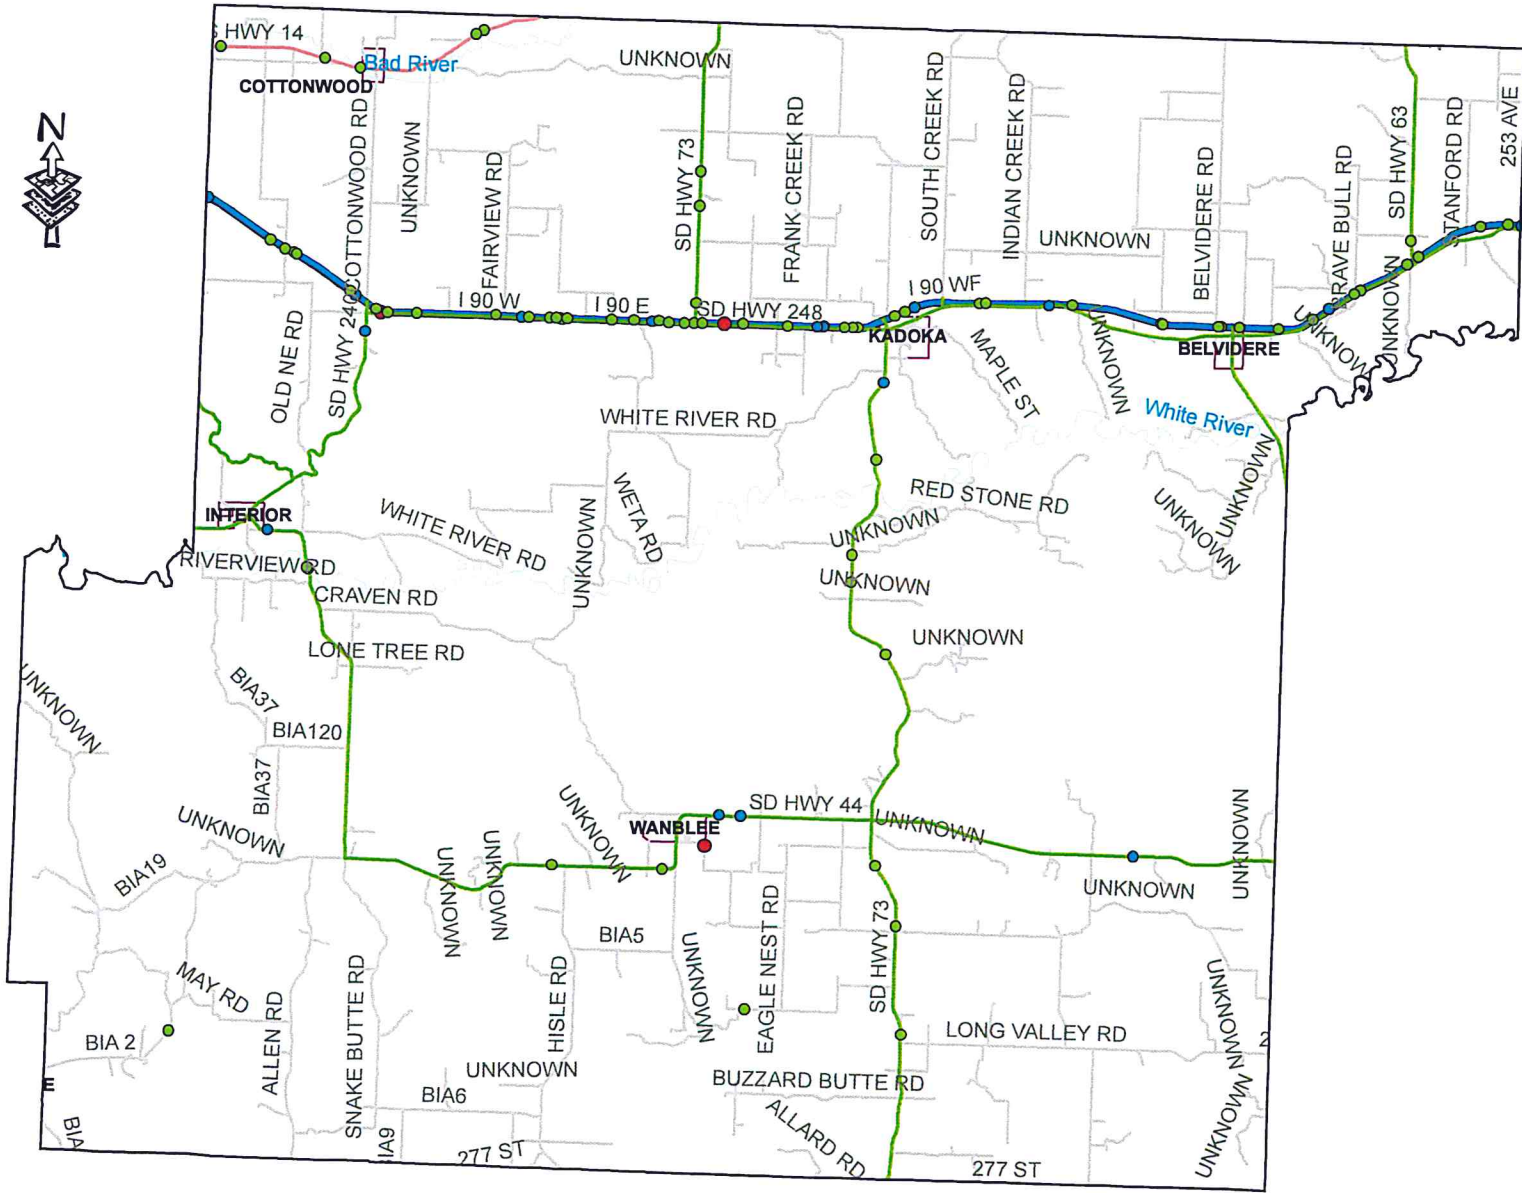 HWY 14
Bad River
COTTONWOOD
UNKNOWN
N
COTTONWOOD RD
UNKNOWN
FAIRVIEW RD
SD HWY 73
FRANK CREEK RD
SOUTH CREEK RD
INDIAN CREEK RD
UNKNOWN
BELVIDERE RD
BRAVE BULL RD
SD HWY 63
STANFORD RD
253 AVE
I 90 W
I 90 E
SD HWY 248
I 90 WF
OLD NE RD
SD HWY 240
KADOKA
MAPLE ST
UNKNOWN
BELVIDERE
UNKNOWN
UNKNOWN
WHITE RIVER RD
White River
INTERIOR
WHITE RIVER RD
UNKNOWN
WETA RD
RED STONE RD
UNKNOWN
UNKNOWN
UNKNOWN
UNKNOWN
RIVERVIEW RD
CRAVEN RD
LONE TREE RD
UNKNOWN
UNKNOWN
BIA37
BIA120
BIA37
UNKNOWN
UNKNOWN
WANBLEE
SD HWY 44
UNKNOWN
UNKNOWN
BIA19
UNKNOWN
UNKNOWN
UNKNOWN
BIA5
UNKNOWN
EAGLE NEST RD
SD HWY 73
UNKNOWN
MAY RD
ALLEN RD
SNAKE BUTTE RD
HISLE RD
LONG VALLEY RD
BIA 2
UNKNOWN
BUZZARD BUTTE RD
E
BIA6
ALLARD RD
UNKNOWN
BIA
IA9
277 ST
277 ST